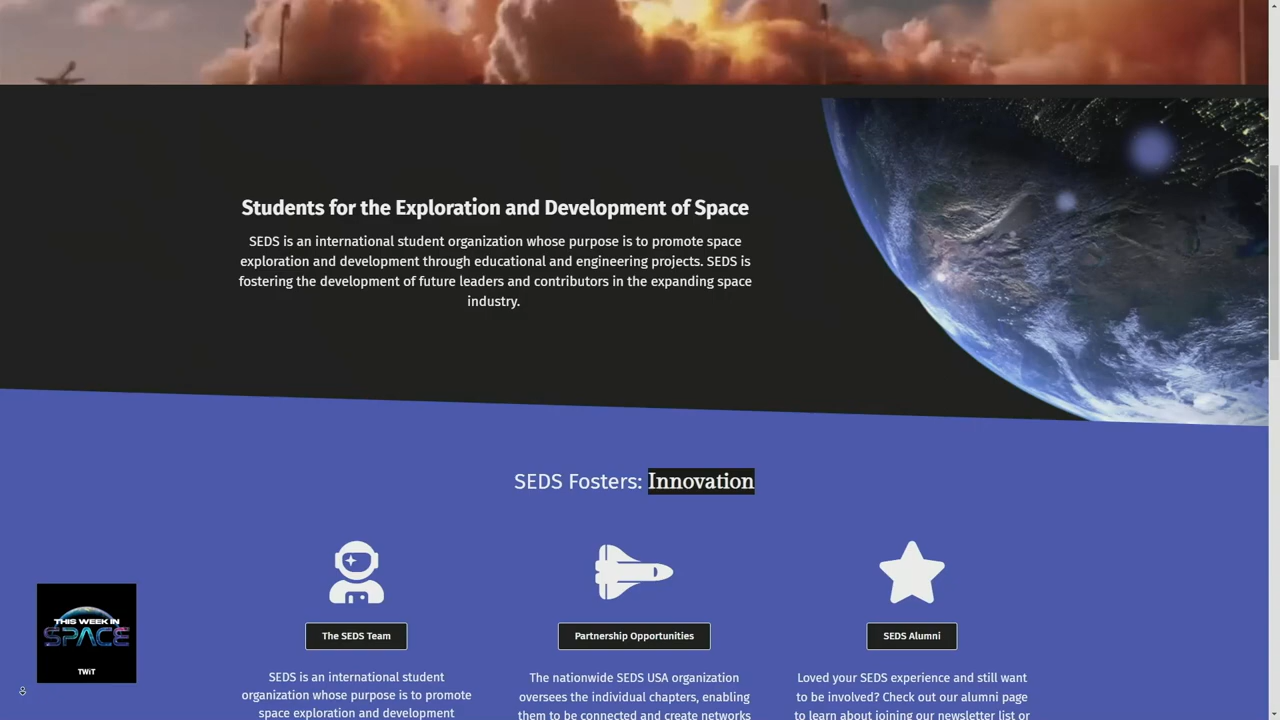 Students for the Exploration and Development of Space
SEDS is an international student organization whose purpose is to promote space
exploration and development through educational and engineering projects. SEDS is
fostering the development of future leaders and contributors in the expanding space
industry.
SEDS Fosters: Innovation
The SEDS Team
SEDS is an international student
organization whose purpose is to promote
space exploration and development
Partnership Opportunities
The nationwide SEDS USA organization
oversees the individual chapters, enabling
them to be connected and create networks
SEDS Alumni
Loved your SEDS experience and still want
to be involved? Check out our alumni page
to learn about joining our newsletter list or
THIS WEEK IN
SPACE
TWiT